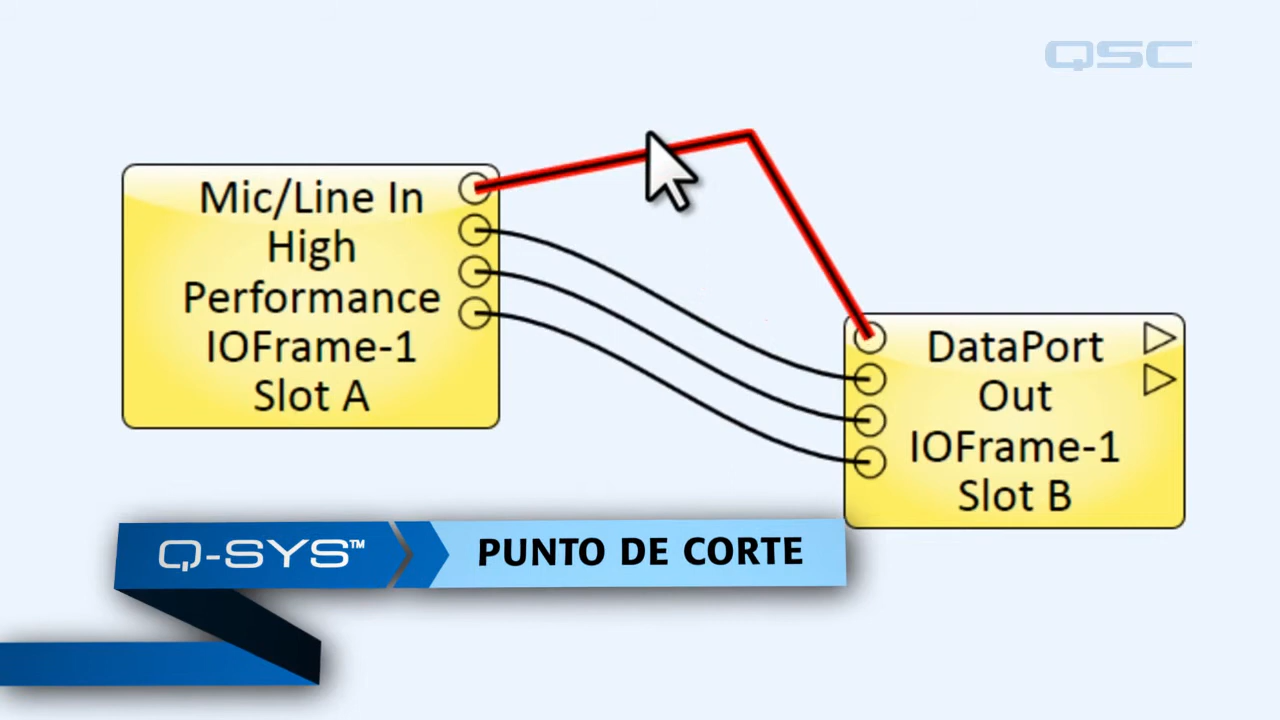 QSC
Mic/Line In
High
Performance
IOFrame-1
Slot A
DataPort
Out
IOFrame-1
Slot B
Q-SYS™
PUNTO DE CORTE